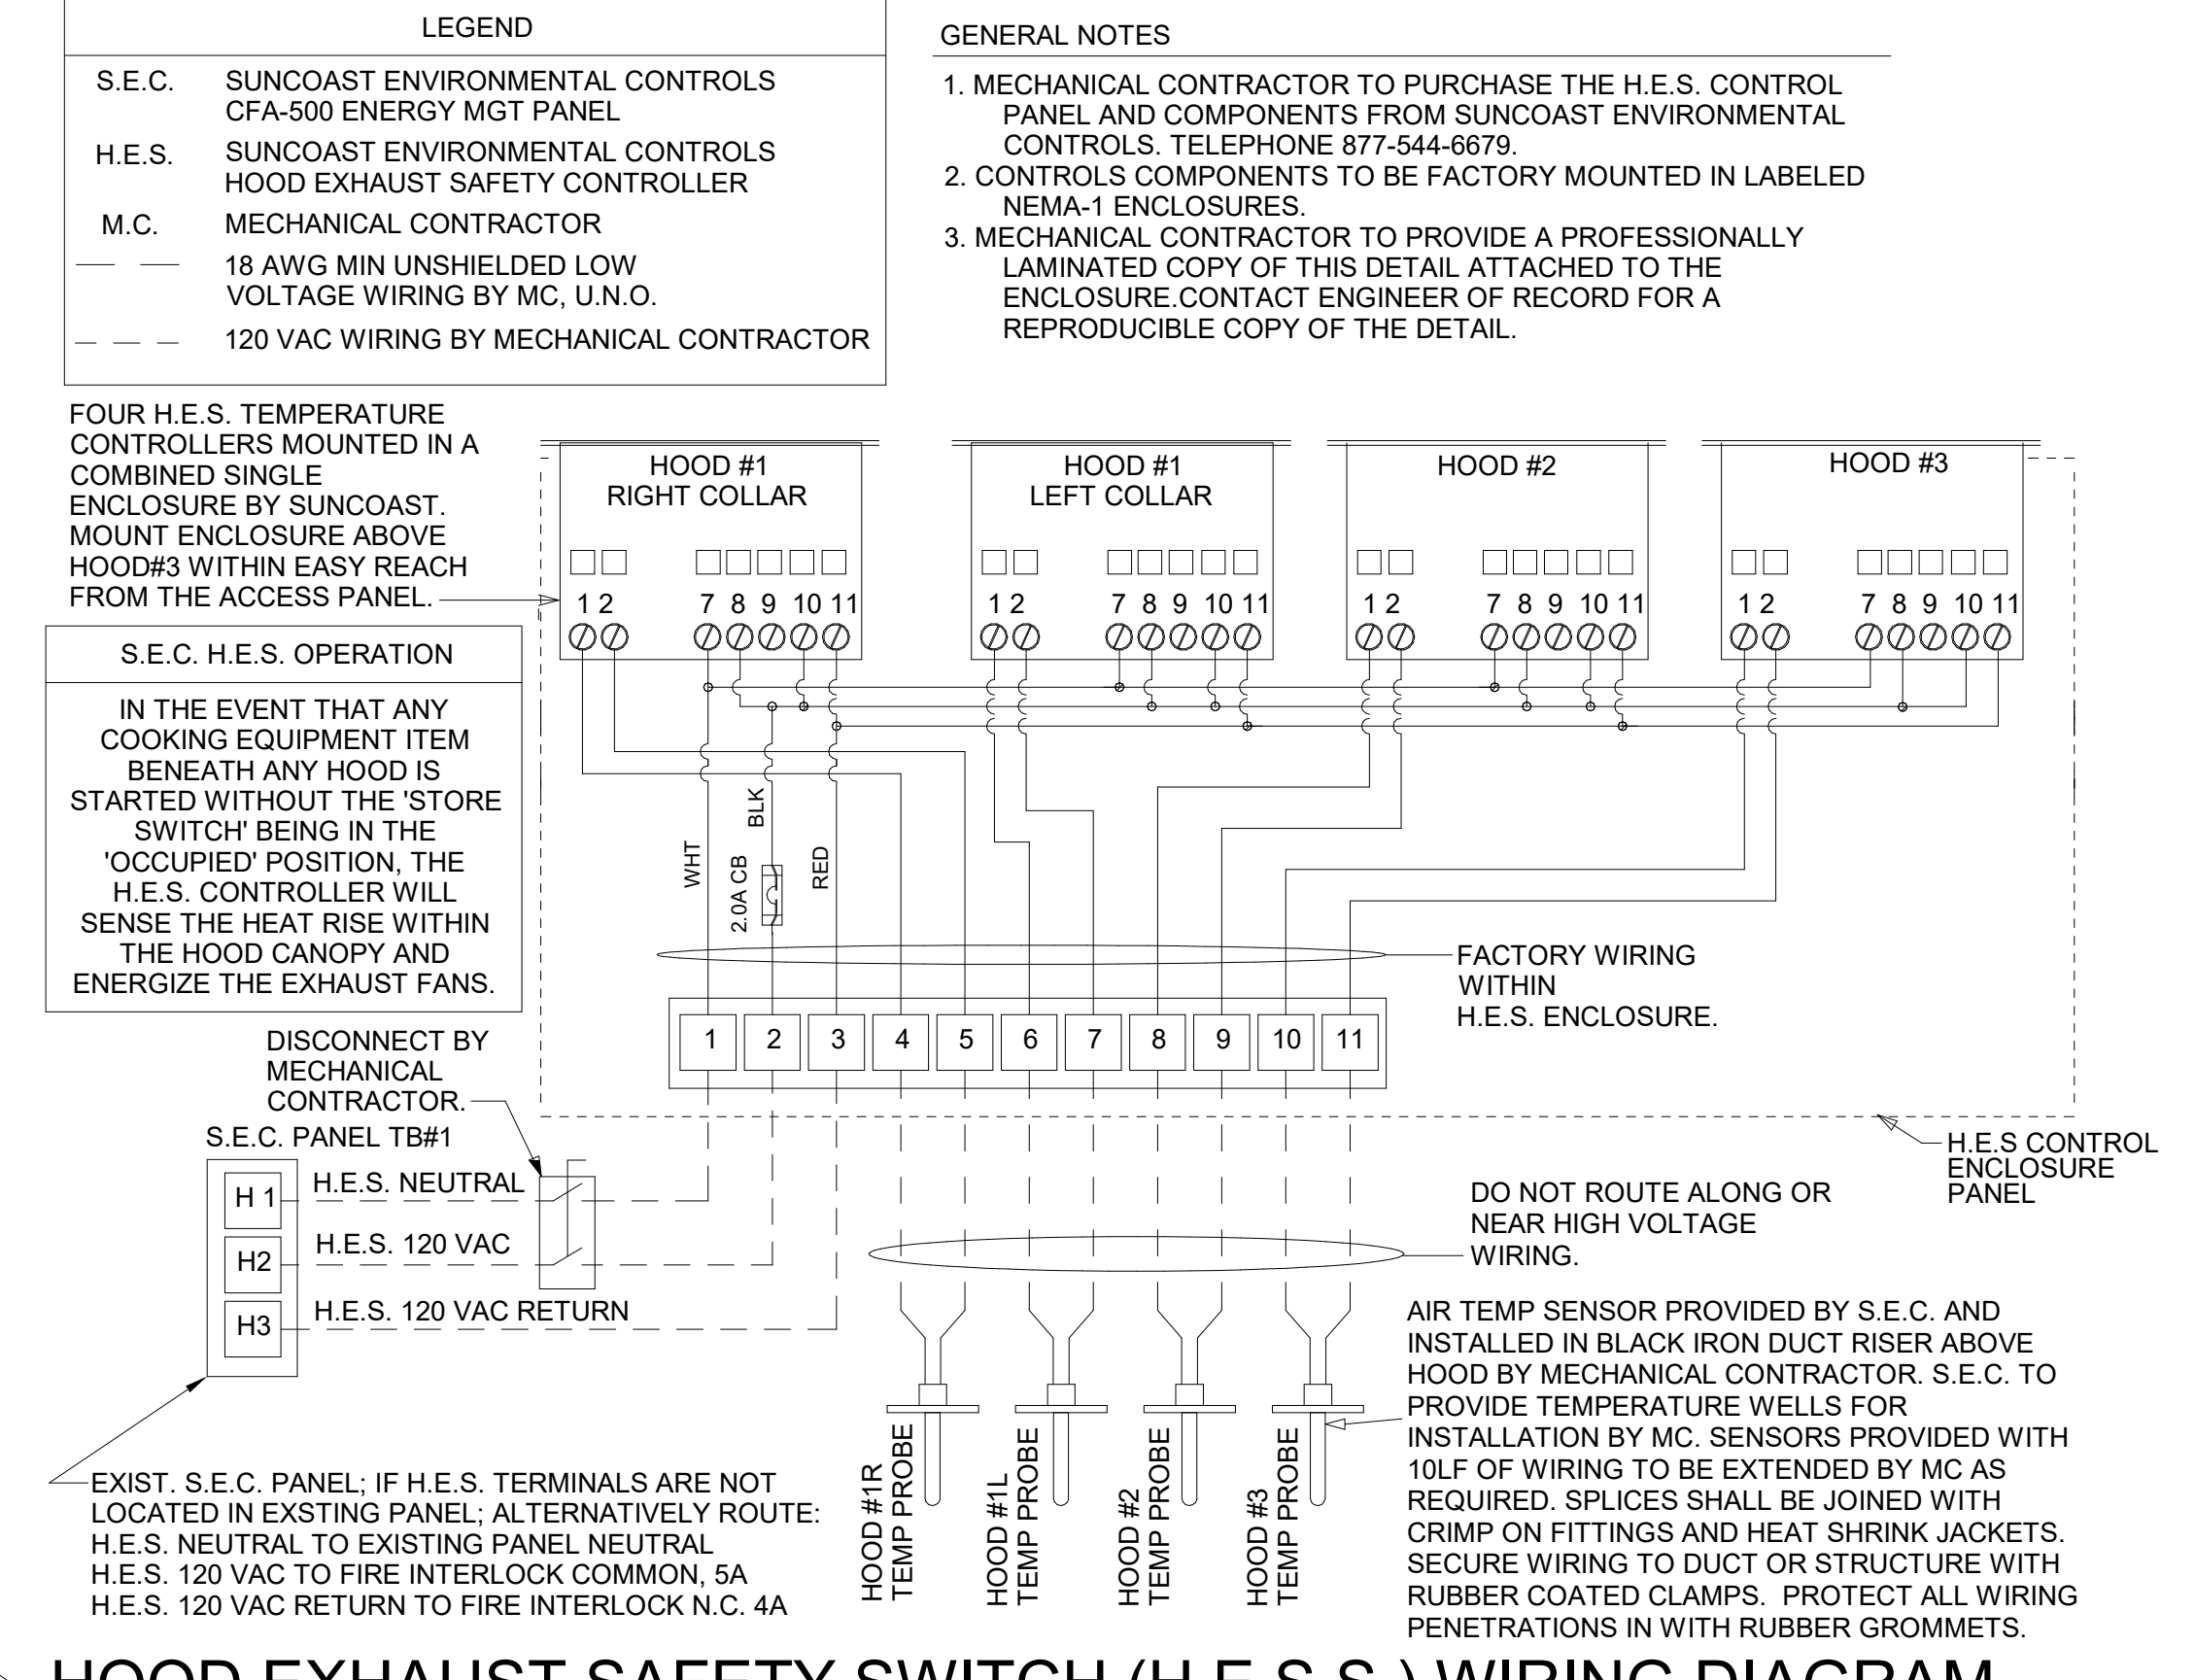 LEGEND
S.E.C. SUNCOAST ENVIRONMENTAL CONTROLS
CFA-500 ENERGY MGT PANEL
H.E.S. SUNCOAST ENVIRONMENTAL CONTROLS
HOOD EXHAUST SAFETY CONTROLLER
M.C. MECHANICAL CONTRACTOR
18 AWG MIN UNSHIELDED LOW
VOLTAGE WIRING BY MC, U.N.O.
120 VAC WIRING BY MECHANICAL CONTRACTOR
GENERAL NOTES
1. MECHANICAL CONTRACTOR TO PURCHASE THE H.E.S. CONTROL
PANEL AND COMPONENTS FROM SUNCOAST ENVIRONMENTAL
CONTROLS. TELEPHONE 877-544-6679.
2. CONTROLS COMPONENTS TO BE FACTORY MOUNTED IN LABELED
NEMA-1 ENCLOSURES.
3. MECHANICAL CONTRACTOR TO PROVIDE A PROFESSIONALLY
LAMINATED COPY OF THIS DETAIL ATTACHED TO THE
ENCLOSURE.CONTACT ENGINEER OF RECORD FOR A
REPRODUCIBLE COPY OF THE DETAIL.
FOUR H.E.S. TEMPERATURE
CONTROLLERS MOUNTED IN A
COMBINED SINGLE
ENCLOSURE BY SUNCOAST.
MOUNT ENCLOSURE ABOVE
HOOD#3 WITHIN EASY REACH
FROM THE ACCESS PANEL.
HOOD #1
RIGHT COLLAR
1 2 7 8 9 10 11
HOOD #1
LEFT COLLAR
1 2 7 8 9 10 11
HOOD #2
1 2 7 8 9 10 11
HOOD #3
1 2 7 8 9 10 11
S.E.C. H.E.S. OPERATION
IN THE EVENT THAT ANY
COOKING EQUIPMENT ITEM
BENEATH ANY HOOD IS
STARTED WITHOUT THE 'STORE
SWITCH' BEING IN THE
'OCCUPIED' POSITION, THE
H.E.S. CONTROLLER WILL
SENSE THE HEAT RISE WITHIN
THE HOOD CANOPY AND
ENERGIZE THE EXHAUST FANS.
WHT
BLK
2.0A CB
RED
FACTORY WIRING
WITHIN
H.E.S. ENCLOSURE.
1 2 3 4 5 6 7 8 9 10 11
DISCONNECT BY
MECHANICAL
CONTRACTOR.
S.E.C. PANEL TB#1
H 1 H.E.S. NEUTRAL
H2 H.E.S. 120 VAC
H3 H.E.S. 120 VAC RETURN
H.E.S CONTROL
ENCLOSURE
PANEL
DO NOT ROUTE ALONG OR
NEAR HIGH VOLTAGE
WIRING.
HOOD #1R
TEMP PROBE
HOOD #1L
TEMP PROBE
HOOD #2
TEMP PROBE
HOOD #3
TEMP PROBE
AIR TEMP SENSOR PROVIDED BY S.E.C. AND
INSTALLED IN BLACK IRON DUCT RISER ABOVE
HOOD BY MECHANICAL CONTRACTOR. S.E.C. TO
PROVIDE TEMPERATURE WELLS FOR
INSTALLATION BY MC. SENSORS PROVIDED WITH
10LF OF WIRING TO BE EXTENDED BY MC AS
REQUIRED. SPLICES SHALL BE JOINED WITH
CRIMP ON FITTINGS AND HEAT SHRINK JACKETS.
SECURE WIRING TO DUCT OR STRUCTURE WITH
RUBBER COATED CLAMPS. PROTECT ALL WIRING
PENETRATIONS IN WITH RUBBER GROMMETS.
EXIST. S.E.C. PANEL; IF H.E.S. TERMINALS ARE NOT
LOCATED IN EXSTING PANEL; ALTERNATIVELY ROUTE:
H.E.S. NEUTRAL TO EXISTING PANEL NEUTRAL
H.E.S. 120 VAC TO FIRE INTERLOCK COMMON, 5A
H.E.S. 120 VAC RETURN TO FIRE INTERLOCK N.C. 4A
HOOD EXHAUST SAFETY SWITCH (H.E.S.S.) WIRING DIAGRAM